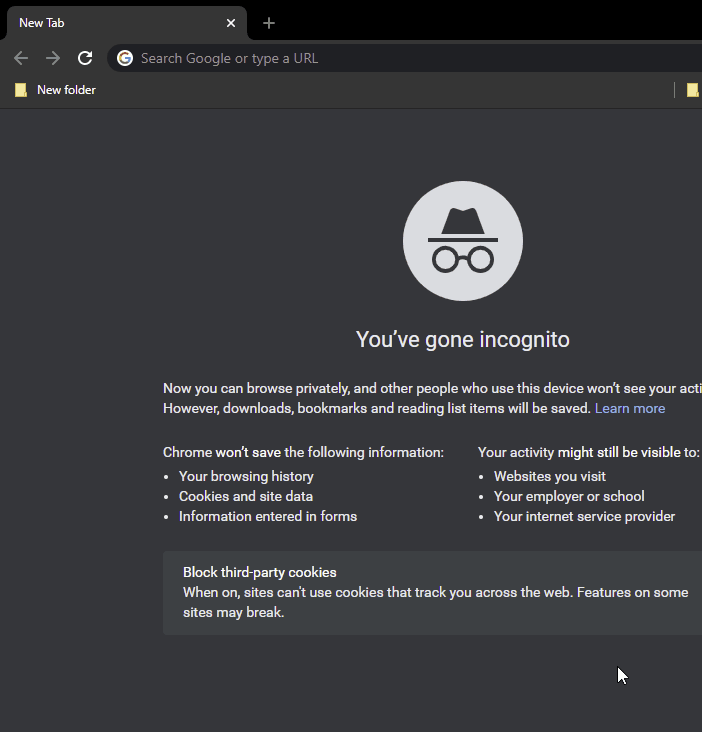 New Tab
Search Google or type a URL
New folder
You've gone incognito
Now you can browse privately, and other people who use this device won't see your acti
However, downloads, bookmarks and reading list items will be saved. Learn more
Chrome won't save the following information:
• Your browsing history
• Cookies and site data
• Information entered in forms
Your activity might still be visible to:
• Websites you visit
• Your employer or school
• Your internet service provider
Block third-party cookies
When on, sites can't use cookies that track you across the web. Features on some
sites may break.